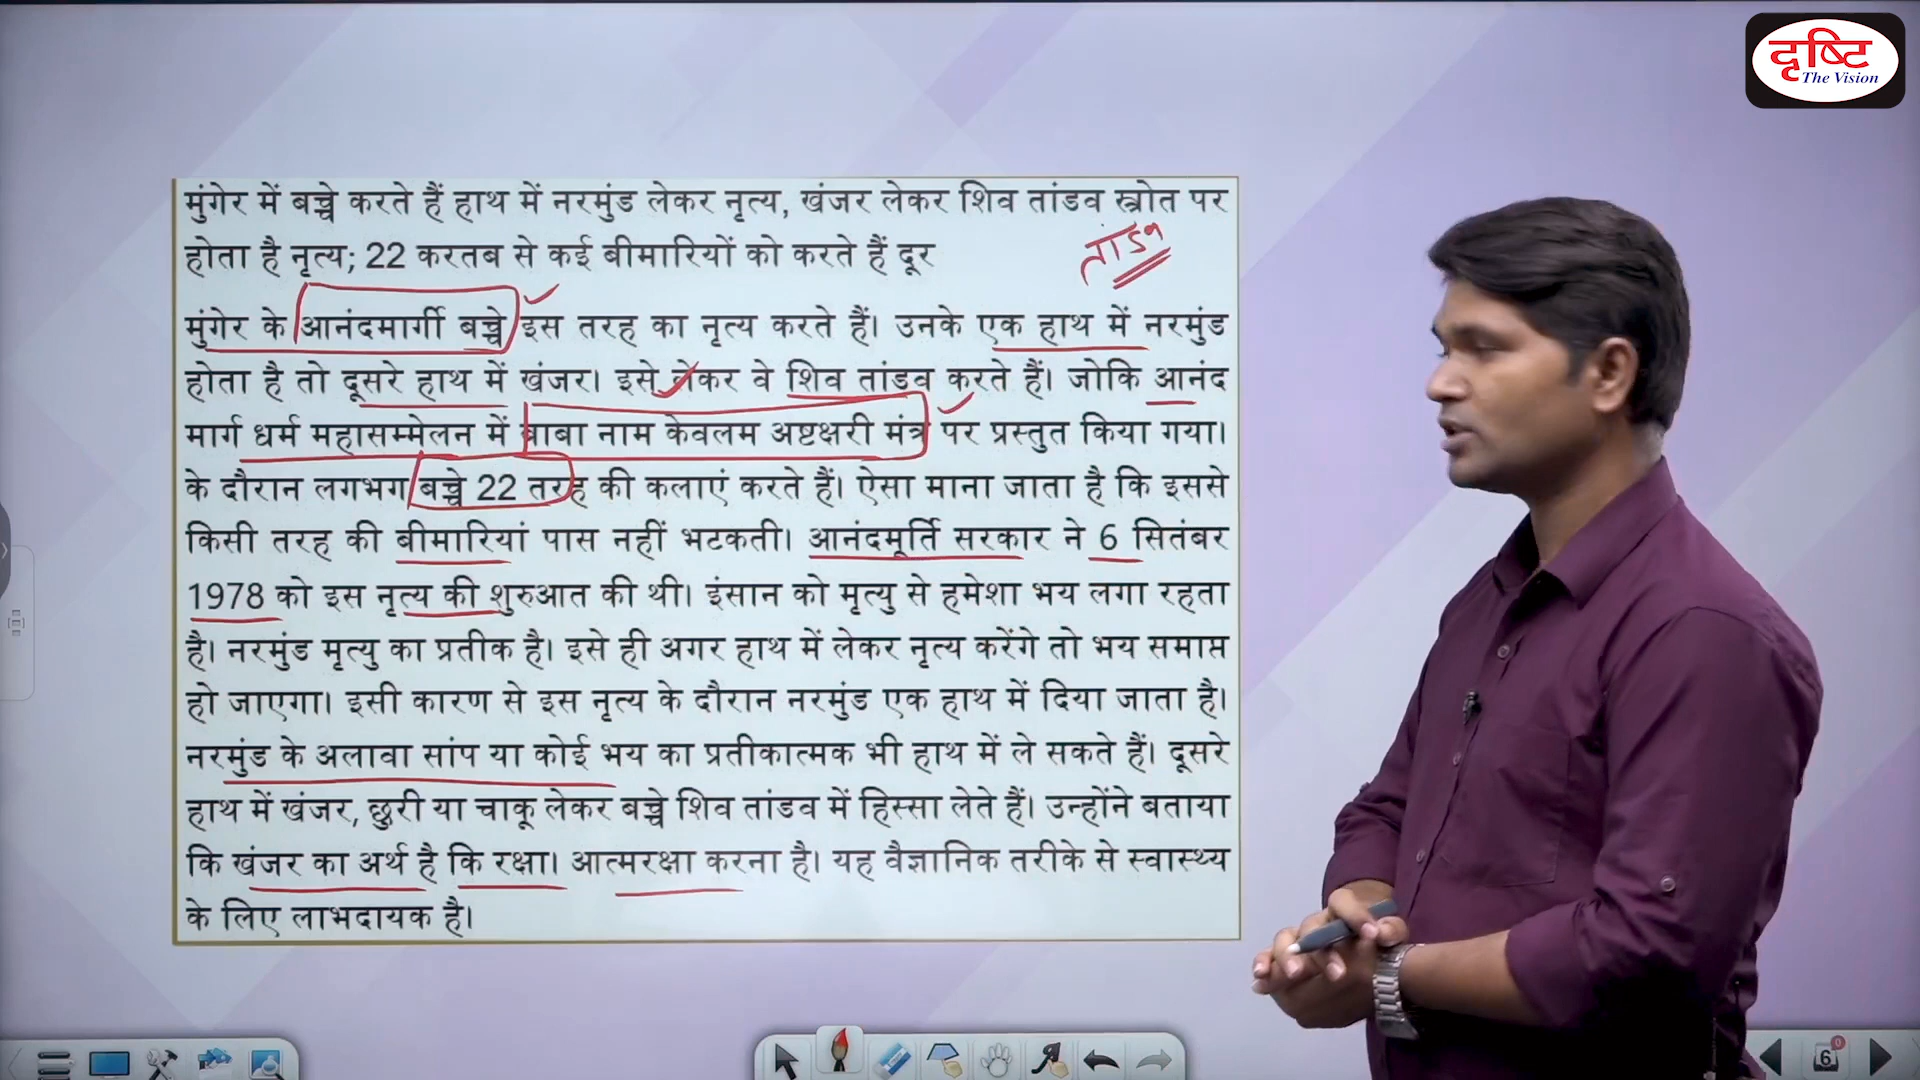 दृष्टि
The Vision
मुंगेर में बच्चे करते हैं हाथ में नरमुंड लेकर नृत्य, खंजर लेकर शिव तांडव स्त्रोत पर
होता है नृत्य; 22 करतब से कई बीमारियों को करते हैं दूर
तांडव
मुंगेर के आनंदमार्गी बच्चे इस तरह का नृत्य करते हैं। उनके एक हाथ में नरमुंड
होता है तो दूसरे हाथ में खंजर। इसे लेकर वे शिव तांडव करते हैं। जोकि आनंद
मार्ग धर्म महासम्मेलन में बाबा नाम केवलम अष्टक्षरी मंत्र पर प्रस्तुत किया गया।
के दौरान लगभग बच्चे 22 तरह की कलाएं करते हैं। ऐसा माना जाता है कि इससे
किसी तरह की बीमारियां पास नहीं भटकती। आनंदमूर्ति सरकार ने 6 सितंबर
1978 को इस नृत्य की शुरुआत की थी। इंसान को मृत्यु से हमेशा भय लगा रहता
है। नरमुंड मृत्यु का प्रतीक है। इसे ही अगर हाथ में लेकर नृत्य करेंगे तो भय समाप्त
हो जाएगा। इसी कारण से इस नृत्य के दौरान नरमुंड एक हाथ में दिया जाता है।
नरमुंड के अलावा सांप या कोई भय का प्रतीकात्मक भी हाथ में ले सकते हैं। दूसरे
हाथ में खंजर, छुरी या चाकू लेकर बच्चे शिव तांडव में हिस्सा लेते हैं। उन्होंने बताया
कि खंजर का अर्थ है कि रक्षा। आत्मरक्षा करना है। यह वैज्ञानिक तरीके से स्वास्थ्य
के लिए लाभदायक है।
6
0